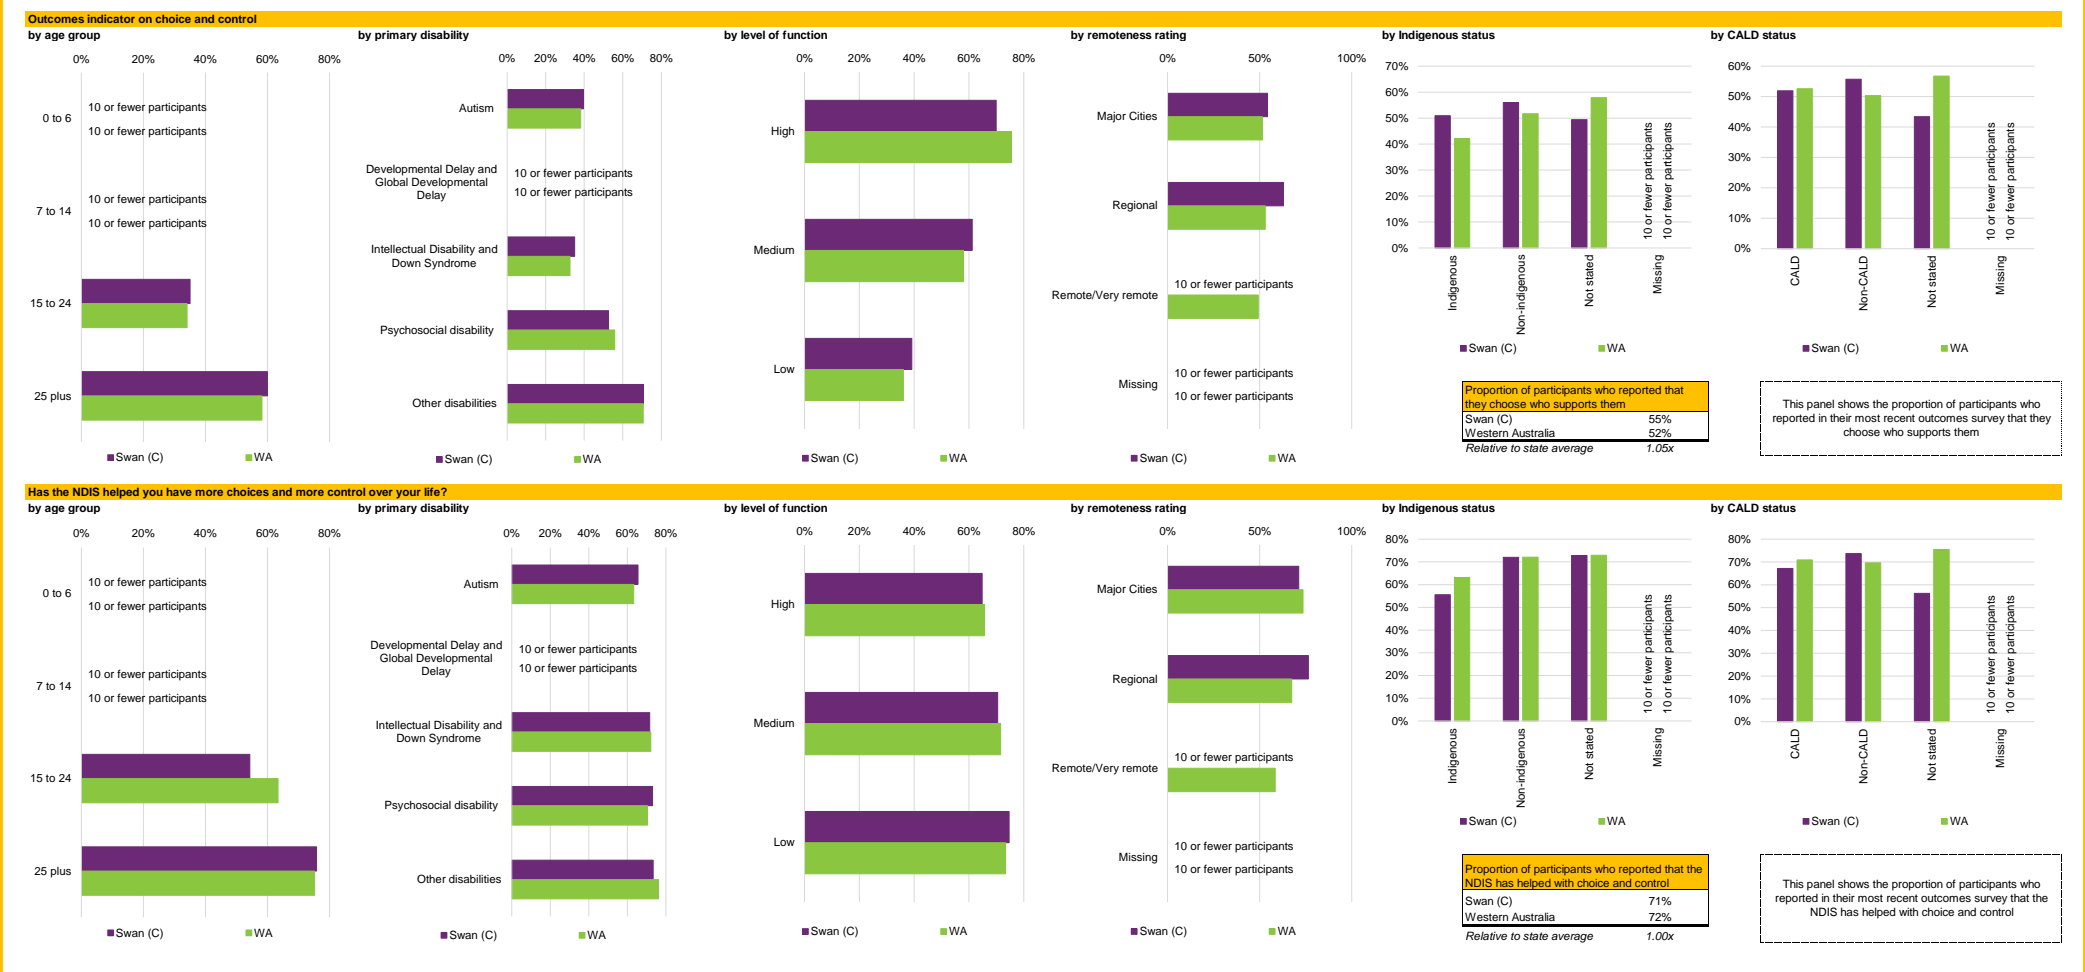 Outcomes indicator on choice and control
by age group
0%
20%
40%
60%
80%
0 to 6
10 or fewer participants
10 or fewer participants
7 to 14
10 or fewer participants
10 or fewer participants
15 to 24
25 plus
Swan (C)
WA
by primary disability
0%
20%
40%
60%
80%
Autism
Developmental Delay and
Global Developmental
Delay
10 or fewer participants
10 or fewer participants
Intellectual Disability and
Down Syndrome
Psychosocial disability
Other disabilities
Swan (C)
WA
by level of function
0%
20%
40%
60%
80%
High
Medium
Low
Swan (C)
WA
by remoteness rating
0%
50%
100%
Major Cities
Regional
Remote/Very remote
10 or fewer participants
Missing
10 or fewer participants
10 or fewer participants
Swan (C)
WA
by Indigenous status
70%
60%
50%
40%
30%
20%
10%
0%
10 or fewer participants
10 or fewer participants
Indigenous
Non-indigenous
Not stated
Missing
Swan (C)
WA
Proportion of participants who reported that
they choose who supports them
Swan (C) 55%
Western Australia 52%
Relative to state average 1.05x
by CALD status
60%
50%
40%
30%
20%
10%
0%
10 or fewer participants
10 or fewer participants
CALD
Non-CALD
Not stated
Missing
Swan (C)
WA
This panel shows the proportion of participants who
reported in their most recent outcomes survey that they
choose who supports them
Has the NDIS helped you have more choices and more control over your life?
by age group
0%
20%
40%
60%
80%
0 to 6
10 or fewer participants
10 or fewer participants
7 to 14
10 or fewer participants
10 or fewer participants
15 to 24
25 plus
Swan (C)
WA
by primary disability
0%
20%
40%
60%
80%
Autism
Developmental Delay and
Global Developmental
Delay
10 or fewer participants
10 or fewer participants
Intellectual Disability and
Down Syndrome
Psychosocial disability
Other disabilities
Swan (C)
WA
by level of function
0%
20%
40%
60%
80%
High
Medium
Low
Swan (C)
WA
by remoteness rating
0%
50%
100%
Major Cities
Regional
Remote/Very remote
10 or fewer participants
Missing
10 or fewer participants
10 or fewer participants
Swan (C)
WA
by Indigenous status
80%
70%
60%
50%
40%
30%
20%
10%
0%
10 or fewer participants
10 or fewer participants
Indigenous
Non-indigenous
Not stated
Missing
Swan (C)
WA
Proportion of participants who reported that the
NDIS has helped with choice and control
Swan (C) 71%
Western Australia 72%
Relative to state average 1.00x
by CALD status
80%
70%
60%
50%
40%
30%
20%
10%
0%
10 or fewer participants
10 or fewer participants
CALD
Non-CALD
Not stated
Missing
Swan (C)
WA
This panel shows the proportion of participants who
reported in their most recent outcomes survey that the
NDIS has helped with choice and control